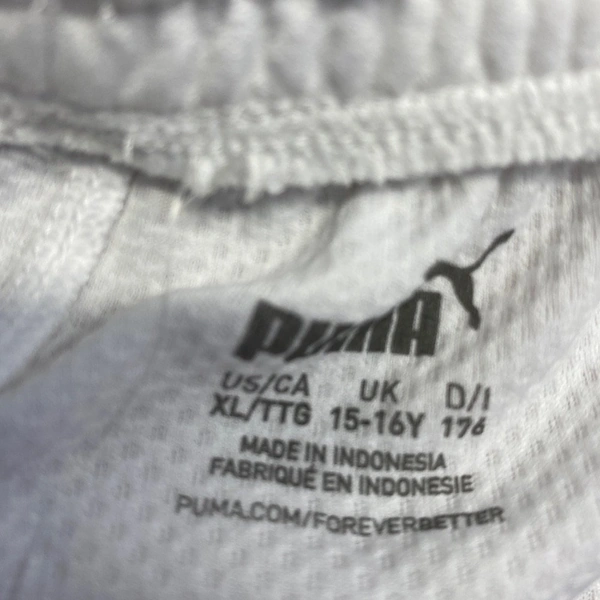 PUMA
US/CA UK D/I
XL/TTG 15-16Y 176
MADE IN INDONESIA
FABRIQUÉ EN INDONESIE
PUMA.COM/FOREVERBETTER